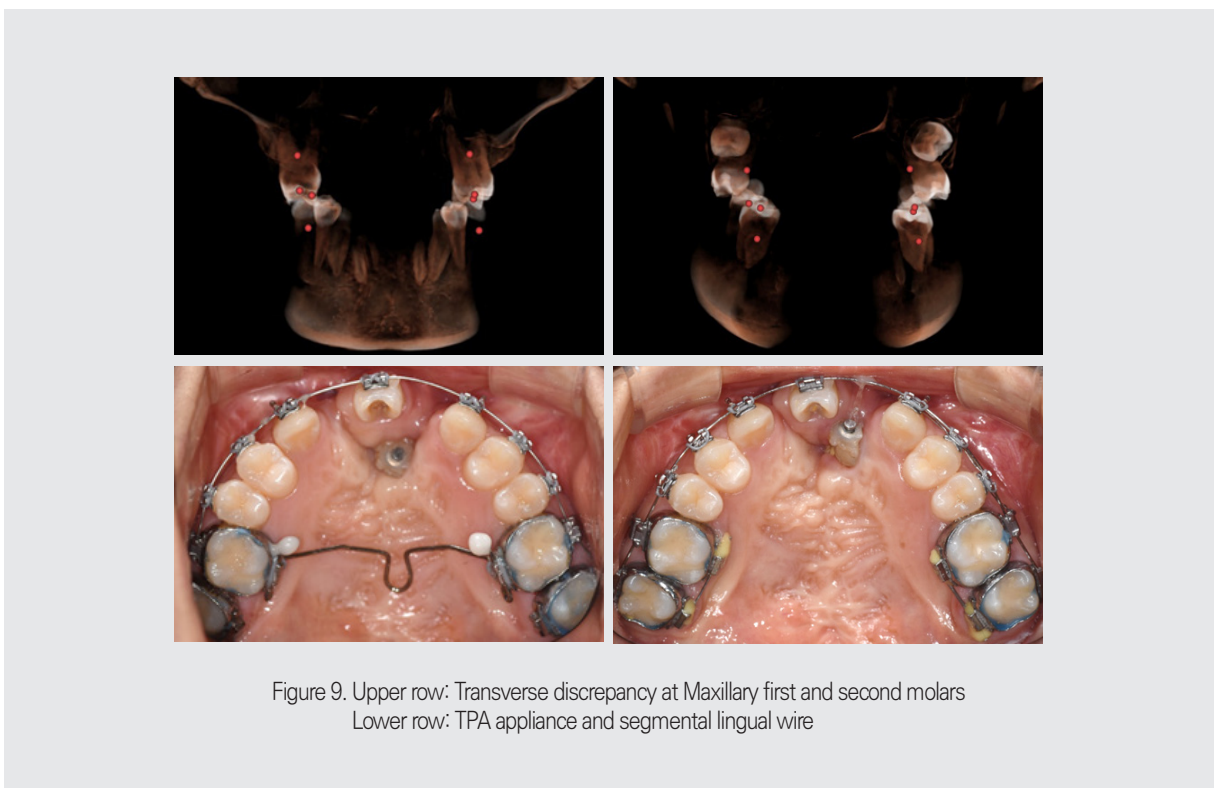 Figure 9. Upper row: Transverse discrepancy at Maxillary first and second molars
Lower row: TPA appliance and segmental lingual wire